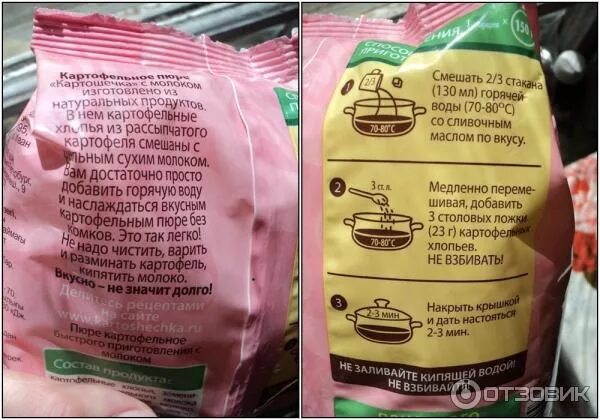 Картофельное пюре
«Картошечка» с молоком
изготовлено из
натуральных продуктов.
В нем картофельные
хлопья из рассыпчатого
картофеля смешаны с
цельным сухим молоком.
Вам достаточно просто
добавить горячую воду
и наслаждаться вкусным
картофельным пюре без
комков. Это так легко!
Не надо чистить, варить
и разминать картофель,
кипятить молоко.
Вкусно – не значит долго!
Делитесь рецептами
на сайте
Пюре картофельное
быстрого приготовления с
молоком
Состав продукта:
картофельные хлопья,
150
1
2/3
70-80°C
Смешать 2/3 стакана
(130 мл) горячей
воды (70-80°C)
со сливочным
маслом по вкусу.
2
3 ст. л.
70-80°C
Медленно переме-
шивая, добавить
3 столовых ложки
(23 г) картофельных
хлопьев.
НЕ ВЗБИВАТЬ!
3
2-3 мин
Накрыть крышкой
и дать настояться
2-3 мин.
НЕ ЗАЛИВАЙТЕ КИПЯЩЕЙ ВОДОЙ!
НЕ ВЗБИВАЙТЕ!
ОТЗОВИК